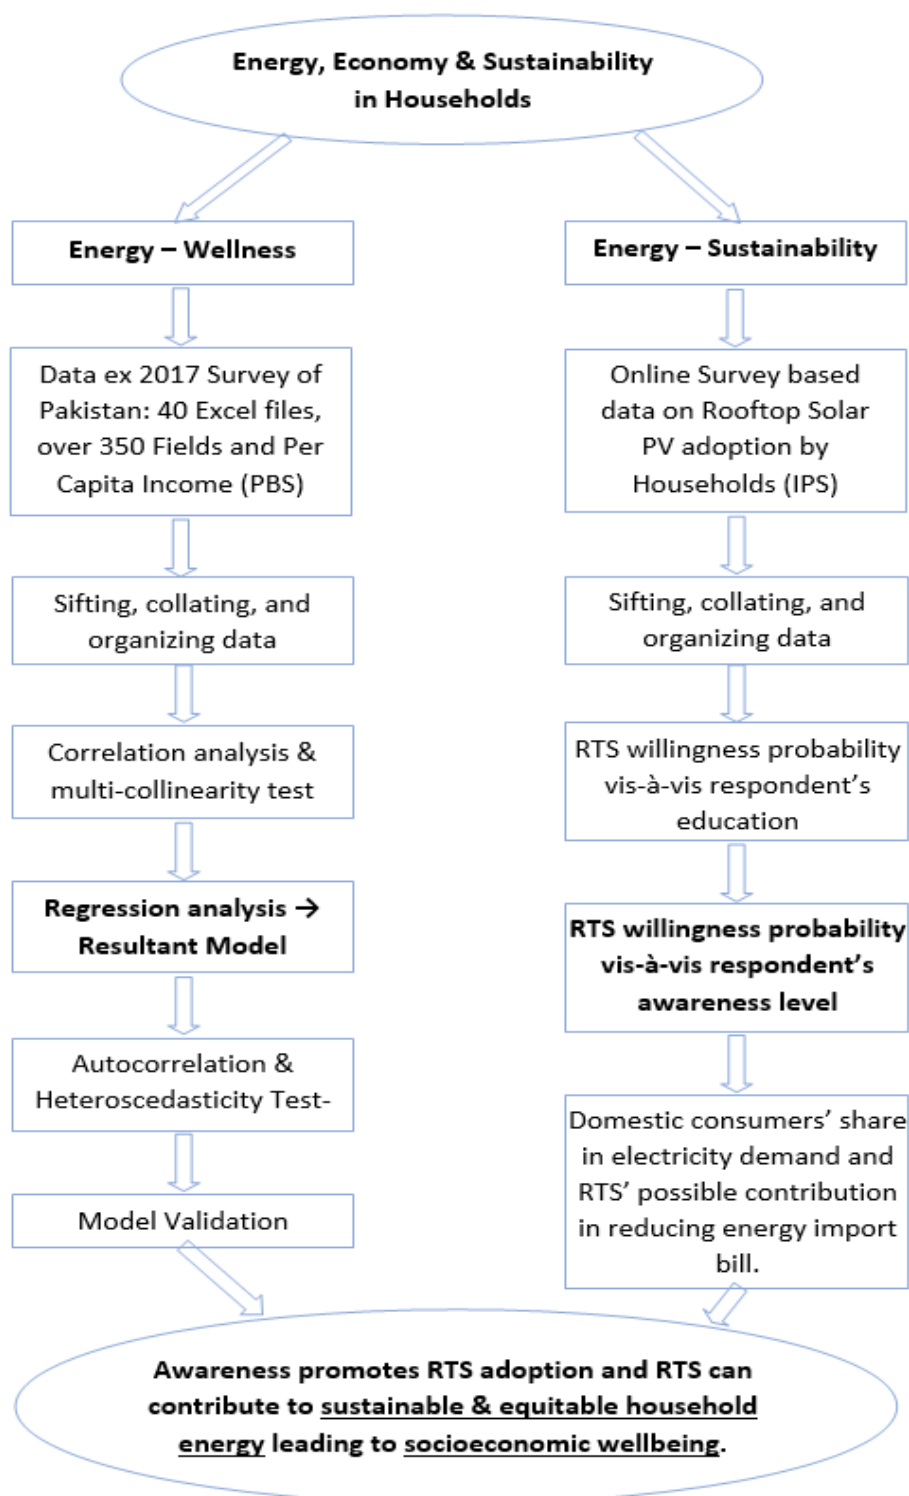 Energy, Economy & Sustainability
in Households
Energy – Wellness
Data ex 2017 Survey of
Pakistan: 40 Excel files,
over 350 Fields and Per
Capita Income (PBS)
Sifting, collating, and
organizing data
Correlation analysis &
multi-collinearity test
Regression analysis →
Resultant Model
Autocorrelation &
Heteroscedasticity Test-
Model Validation
Energy – Sustainability
Online Survey based
data on Rooftop Solar
PV adoption by
Households (IPS)
Sifting, collating, and
organizing data
RTS willingness probability
vis-à-vis respondent’s
education
RTS willingness probability
vis-à-vis respondent’s
awareness level
Domestic consumers’ share
in electricity demand and
RTS’ possible contribution
in reducing energy import
bill.
Awareness promotes RTS adoption and RTS can
contribute to sustainable & equitable household
energy leading to socioeconomic wellbeing.